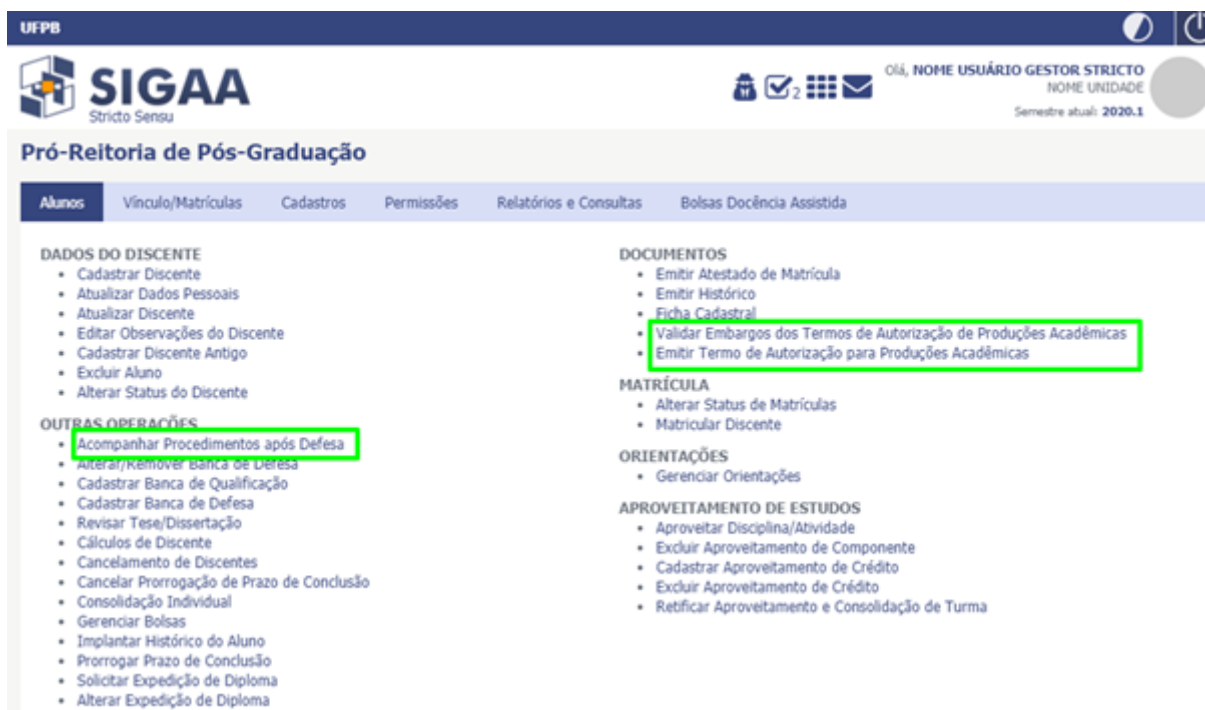 UFPB
SIGAA
Stricto Sensu
2
Olá, NOME USUÁRIO GESTOR STRICTO
NOME UNIDADE
Semestre atual: 2020.1
Pró-Reitoria de Pós-Graduação
Alunos Vínculo/Matrículas Cadastros Permissões Relatórios e Consultas Bolsas Docência Assistida
DADOS DO DISCENTE
Cadastrar Discente
Atualizar Dados Pessoais
Atualizar Discente
Editar Observações do Discente
Cadastrar Discente Antigo
Excluir Aluno
Alterar Status do Discente
OUTRAS OPERAÇÕES
Acompanhar Procedimentos após Defesa
Alterar/Remover Banca de Defesa
Cadastrar Banca de Qualificação
Cadastrar Banca de Defesa
Revisar Tese/Dissertação
Cálculos de Discente
Cancelamento de Discentes
Cancelar Prorrogação de Prazo de Conclusão
Consolidação Individual
Gerenciar Bolsas
Implantar Histórico do Aluno
Prorrogar Prazo de Conclusão
Solicitar Expedição de Diploma
Alterar Expedição de Diploma
DOCUMENTOS
Emitir Atestado de Matrícula
Emitir Histórico
Ficha Cadastral
Validar Embargos dos Termos de Autorização de Produções Acadêmicas
Emitir Termo de Autorização para Produções Acadêmicas
MATRÍCULA
Alterar Status de Matrículas
Matricular Discente
ORIENTAÇÕES
Gerenciar Orientações
APROVEITAMENTO DE ESTUDOS
Aproveitar Disciplina/Atividade
Excluir Aproveitamento de Componente
Cadastrar Aproveitamento de Crédito
Excluir Aproveitamento de Crédito
Retificar Aproveitamento e Consolidação de Turma